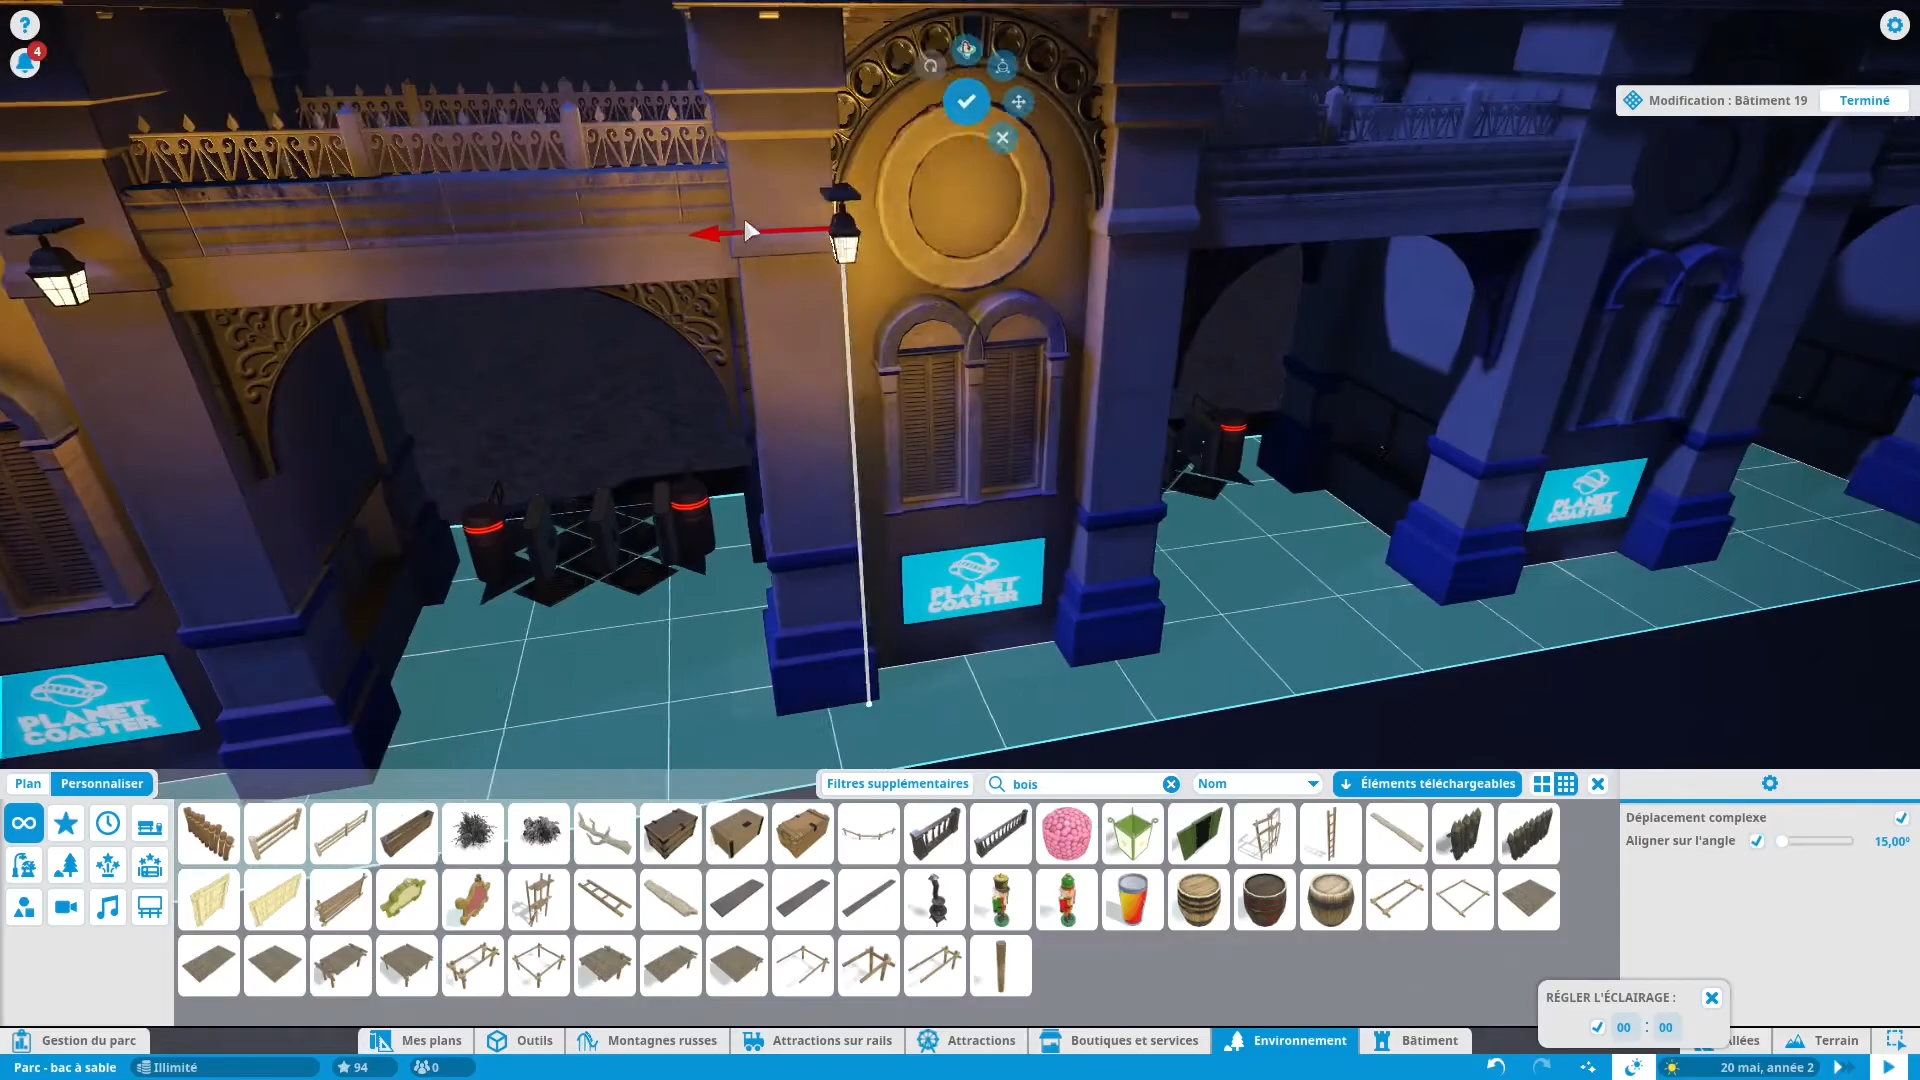 ?
4
Modification : Bâtiment 19
Terminé
PLANET
COASTER
PLANET
COASTER
PLANET
COASTER
Plan
Personnaliser
Filtres supplémentaires
bois
Nom
Éléments téléchargeables
Déplacement complexe
Aligner sur l'angle
15,00°
RÉGLER L'ÉCLAIRAGE :
00 : 00
Gestion du parc
Mes plans
Outils
Montagnes russes
Attractions sur rails
Attractions
Boutiques et services
Environnement
Bâtiment
Allées
Terrain
Parc - bac à sable
Illimité
94
0
20 mai, année 2